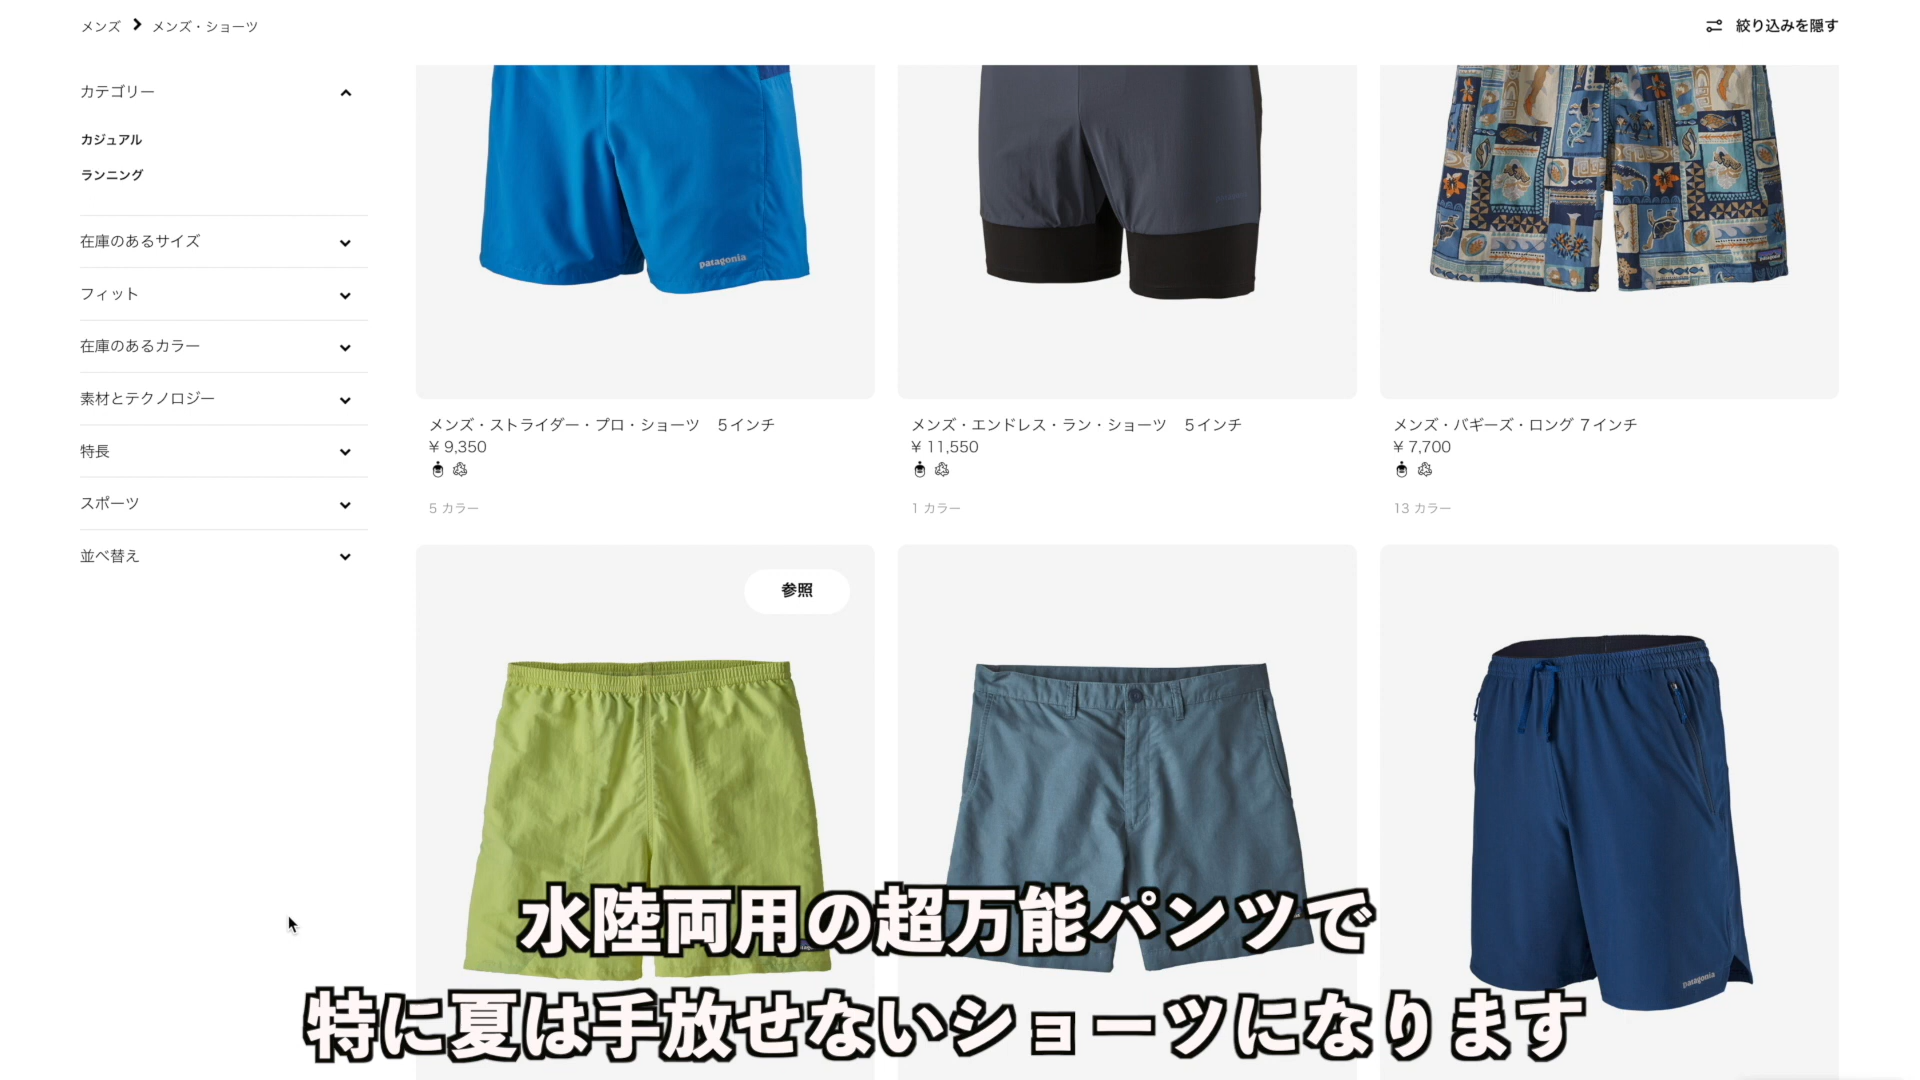 メンズ > メンズ・ショーツ
絞り込みを隠す
カテゴリー
カジュアル
ランニング
在庫のあるサイズ
フィット
在庫のあるカラー
素材とテクノロジー
特長
スポーツ
並べ替え
patagonia
メンズ・ストライダー・プロ・ショーツ 5インチ
¥ 9,350
5 カラー
メンズ・エンドレス・ラン・ショーツ 5インチ
¥ 11,550
1 カラー
メンズ・バギーズ・ロング 7インチ
¥ 7,700
13 カラー
参照
patagonia
水陸両用の超万能パンツで
特に夏は手放せないショーツになります